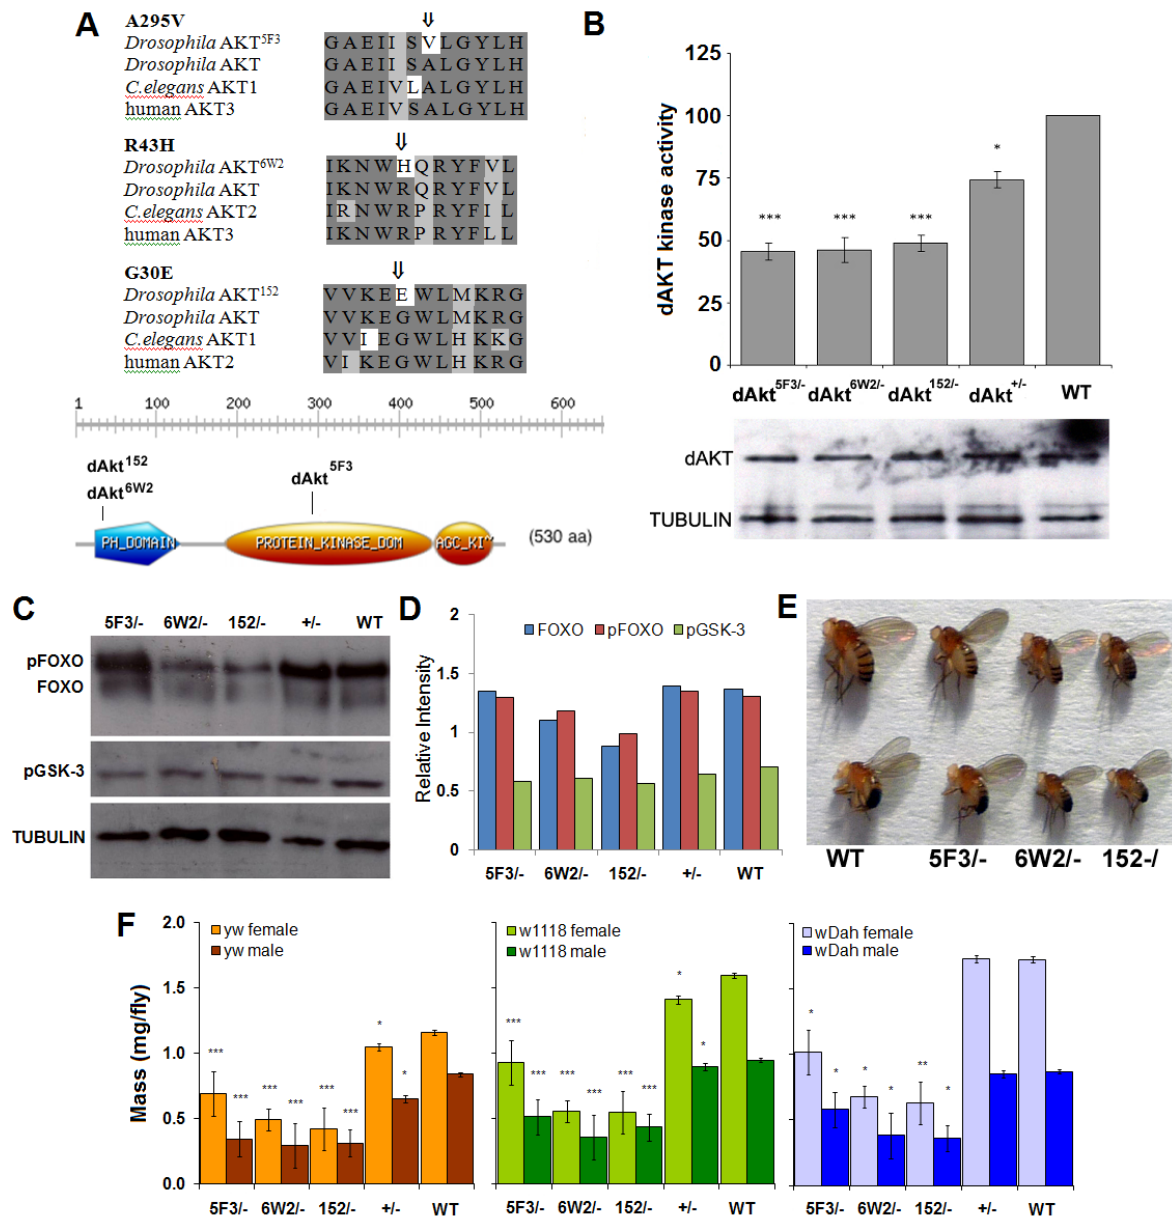 A
A295V
Drosophila AKT5F3 GAEIISVLGYLH
Drosophila AKT GAEIISALGYLH
C.elegans AKT1 GAEIVLALGYLH
human AKT3 GAEIVSALGYLH
R43H
Drosophila AKT6W2 IKNWHQRYFVL
Drosophila AKT IKNWRQRYFVL
C.elegans AKT2 IRNWRPRYFIL
human AKT3 IKNWRPRYFLL
G30E
Drosophila AKT152 VVKEEWLMKRG
Drosophila AKT VVKEGWLMKRG
C.elegans AKT1 VVIEGWLHKKG
human AKT2 VIKEGWLHKRG
1 100 200 300 400 500 600
dAkt152
dAkt6W2
dAkt5F3
PH_DOMAIN PROTEIN_KINASE_DOM AGC_KI~ (530 aa)
B
dAKT kinase activity
125
100
75
50
25
0
*** *** *** *
dAkt5F3/- dAkt6W2/- dAkt152/- dAkt+/- WT
dAKT
TUBULIN
C
5F3/- 6W2/- 152/- +/- WT
pFOXO
FOXO
pGSK-3
TUBULIN
D
Relative Intensity
2
1.5
1
0.5
0
FOXO pFOXO pGSK-3
5F3/- 6W2/- 152/- +/- WT
E
WT 5F3/- 6W2/- 152-/
F
Mass (mg/fly)
2.0
1.5
1.0
0.5
0.0
yw female
yw male
*** *** *** *** *** *** * *
5F3/- 6W2/- 152/- +/- WT
w1118 female
w1118 male
*** *** *** *** *** *** * *
5F3/- 6W2/- 152/- +/- WT
wDah female
wDah male
* * * * ** *
5F3/- 6W2/- 152/- +/- WT